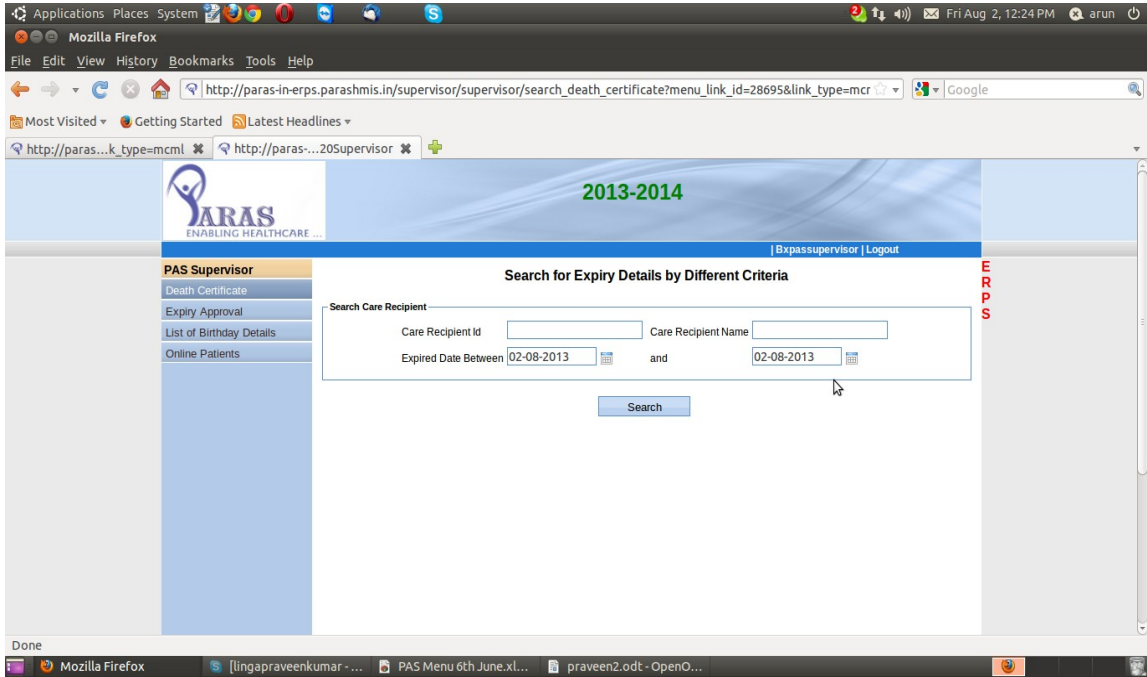 Applications Places System
2 Fri Aug 2, 12:24 PM arun
Mozilla Firefox
File Edit View History Bookmarks Tools Help
http://paras-in-erps.parashmis.in/supervisor/supervisor/search_death_certificate?menu_link_id=28695&link_type=mcr Google
Most Visited Getting Started Latest Headlines
http://paras...k_type=mcml http://paras-...20Supervisor
PARAS
ENABLING HEALTHCARE ...
2013-2014
| Bxpassupervisor | Logout
PAS Supervisor
Death Certificate
Expiry Approval
List of Birthday Details
Online Patients
Search for Expiry Details by Different Criteria
Search Care Recipient
Care Recipient Id Care Recipient Name
Expired Date Between 02-08-2013 and 02-08-2013
Search
E
R
P
S
Done
Mozilla Firefox [lingapraveenkumar - ... PAS Menu 6th June.xl... praveen2.odt - OpenO...